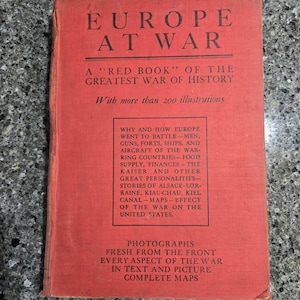 EUROPE
AT WAR
A "RED BOOK" OF THE
GREATEST WAR OF HISTORY
With more than 200 illustrations
WHY AND HOW EUROPE
WENT TO BATTLE—MEN,
GUNS, FORTS, SHIPS, AND
AIRCRAFT OF THE WAR-
RING COUNTRIES—FOOD
SUPPLY, FINANCES—THE
KAISER AND OTHER
GREAT PERSONALITIES—
STORIES OF ALSACE-LOR-
RAINE, KIAU-CHAU, KIEL
CANAL—MAPS—EFFECT
OF THE WAR ON THE
UNITED STATES.
PHOTOGRAPHS
FRESH FROM THE FRONT
EVERY ASPECT OF THE WAR
IN TEXT AND PICTURE
COMPLETE MAPS